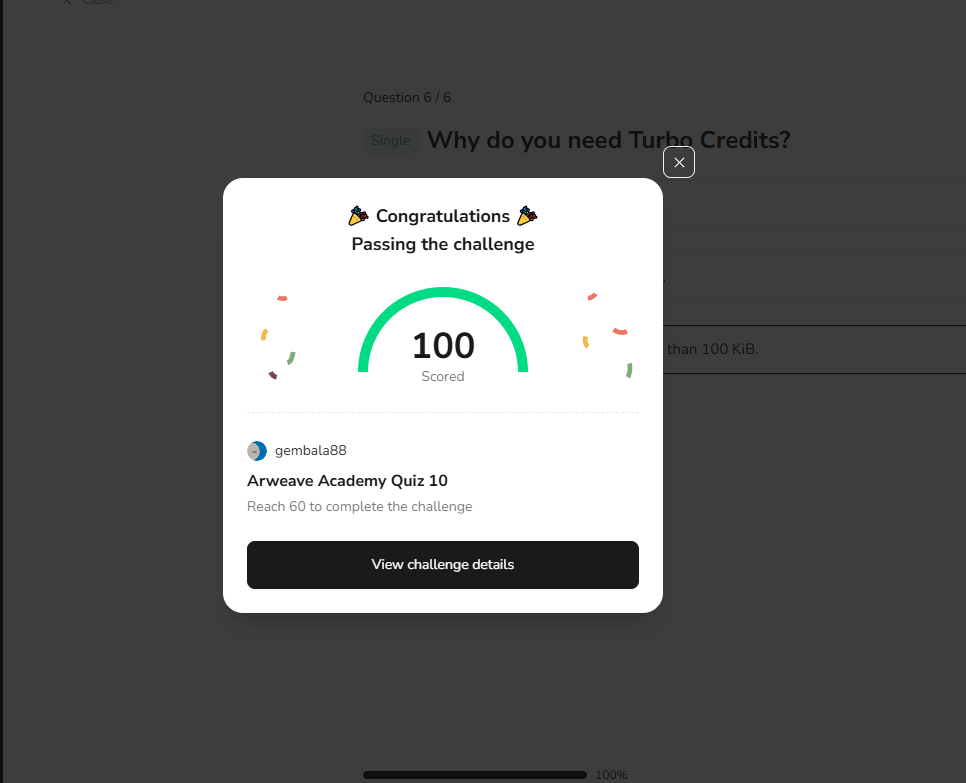 Close
Question 6 / 6
Single
Why do you need Turbo Credits?
Congratulations
Passing the challenge
than 100 KiB.
100
Scored
gembala88
Arweave Academy Quiz 10
Reach 60 to complete the challenge
View challenge details
100%